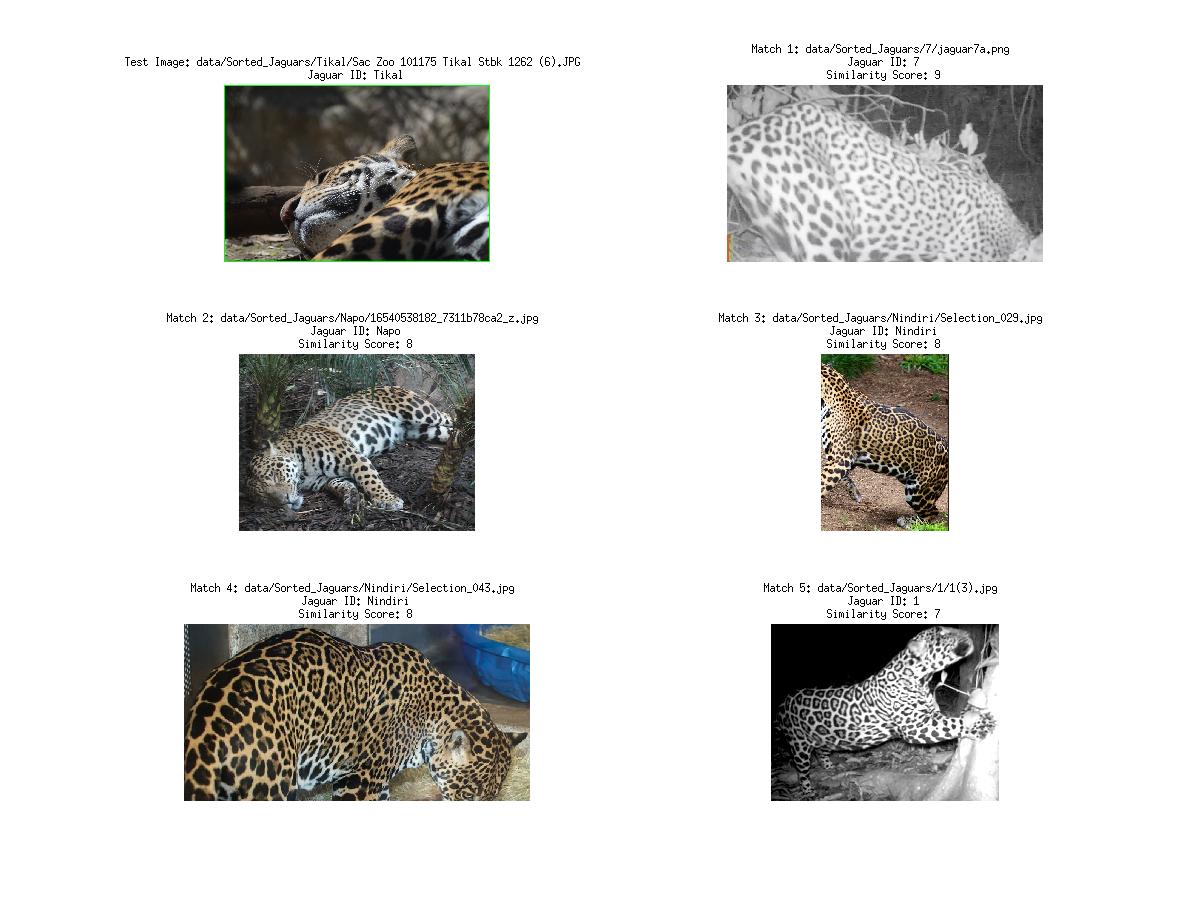 Test Image: data/Sorted_Jaguars/Tikal/Sac Zoo 101175 Tikal Stbk 1262 (6).JPG
Jaguar ID: Tikal
Match 1: data/Sorted_Jaguars/7/jaguar7a.png
Jaguar ID: 7
Similarity Score: 9
Match 2: data/Sorted_Jaguars/Napo/16540538182_7311b78ca2_z.jpg
Jaguar ID: Napo
Similarity Score: 8
Match 3: data/Sorted_Jaguars/Nindiri/Selection_029.jpg
Jaguar ID: Nindiri
Similarity Score: 8
Match 4: data/Sorted_Jaguars/Nindiri/Selection_043.jpg
Jaguar ID: Nindiri
Similarity Score: 8
Match 5: data/Sorted_Jaguars/1/1(3).jpg
Jaguar ID: 1
Similarity Score: 7